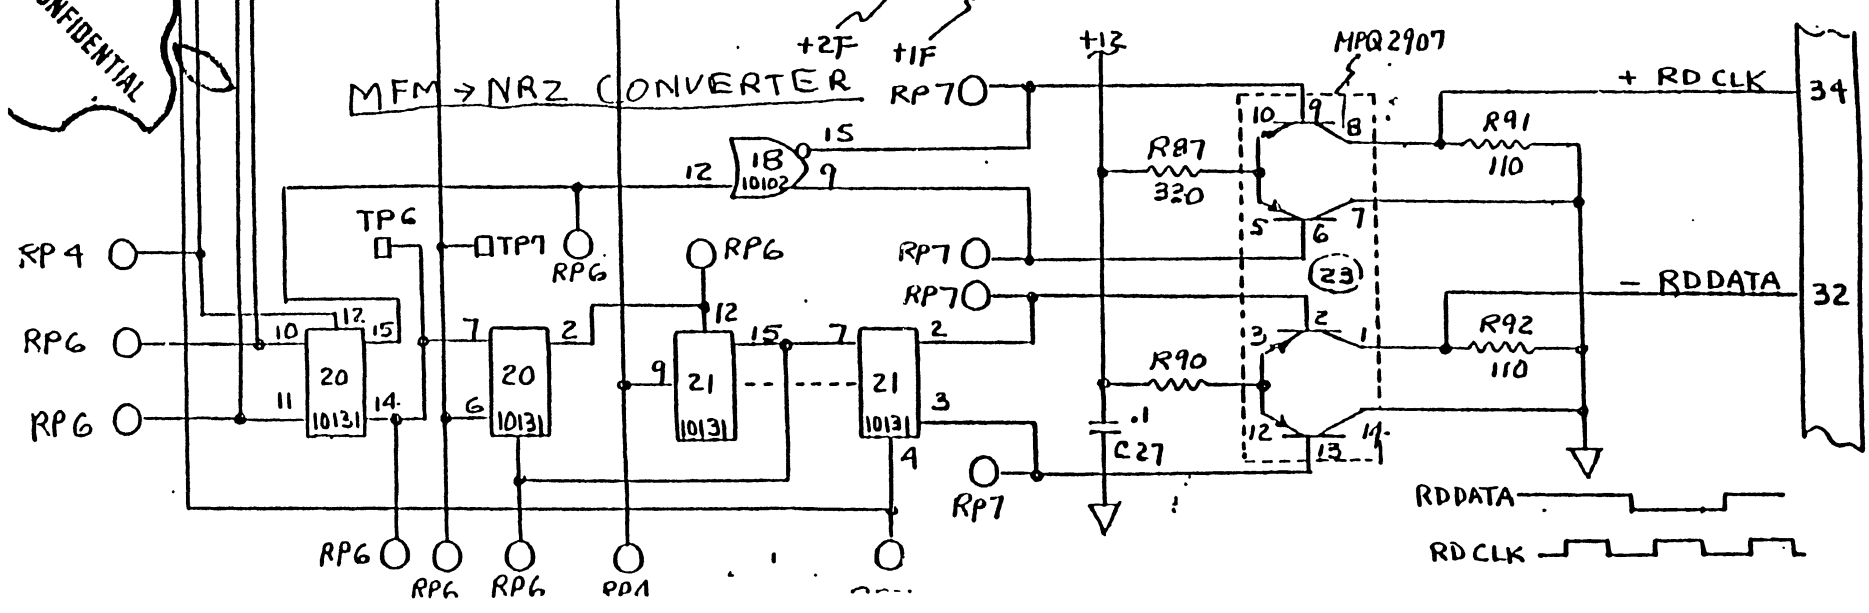 CONFIDENTIAL
+2F +1F
+12
MPQ2907
MFM → NRZ CONVERTER
RP7
+ RD CLK
34
10 9 8
R91
110
15
12
18
10102
9
R87
320
5 6 7
TP6
TP7
RP6
RP6
RP7
23
RP4
RP7
- RDDATA
32
12
10
15
7
2
12
15
7
2
3
2
1
R92
110
RP6
20
20
9
21
21
R90
11
14
6
3
10131
10131
10131
10131
RP6
4
.1
C27
12
13
14
RP7
RDDATA
RDCLK
RP6
RP6
RP6